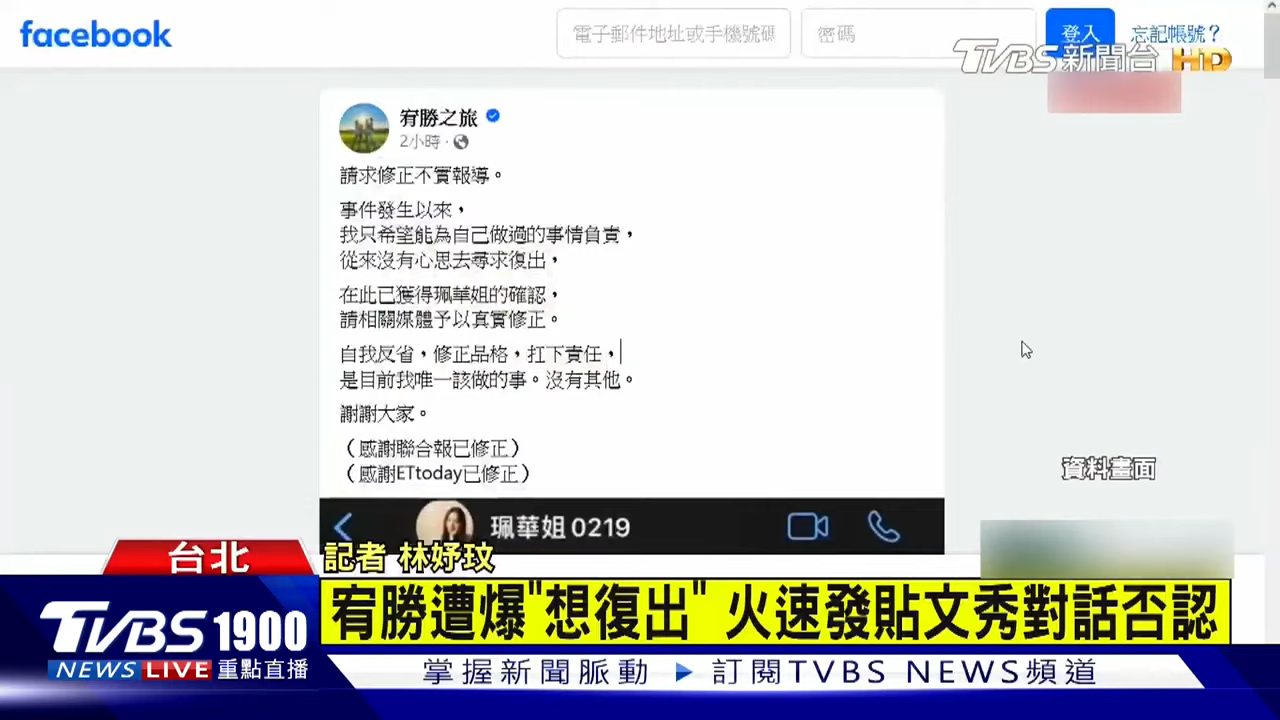 facebook
電子郵件地址或手機號碼
密碼
登入
忘記帳號？
TVBS新聞台 HD
宥勝之旅
2小時 ·
請求修正不實報導。
事件發生以來，
我只希望能為自己做過的事情負責，
從來沒有心思去尋求復出，
在此已獲得珮華姐的確認，
請相關媒體予以真實修正。
自我反省，修正品格，扛下責任，
是目前我唯一該做的事。沒有其他。
謝謝大家。
（感謝聯合報已修正）
（感謝ETtoday已修正）
資料畫面
珮華姐 0219
台北
記者 林妤玟
宥勝遭爆"想復出" 火速發貼文秀對話否認
TVBS 1900
NEWS LIVE 重點直播
掌握新聞脈動 ► 訂閱TVBS NEWS頻道